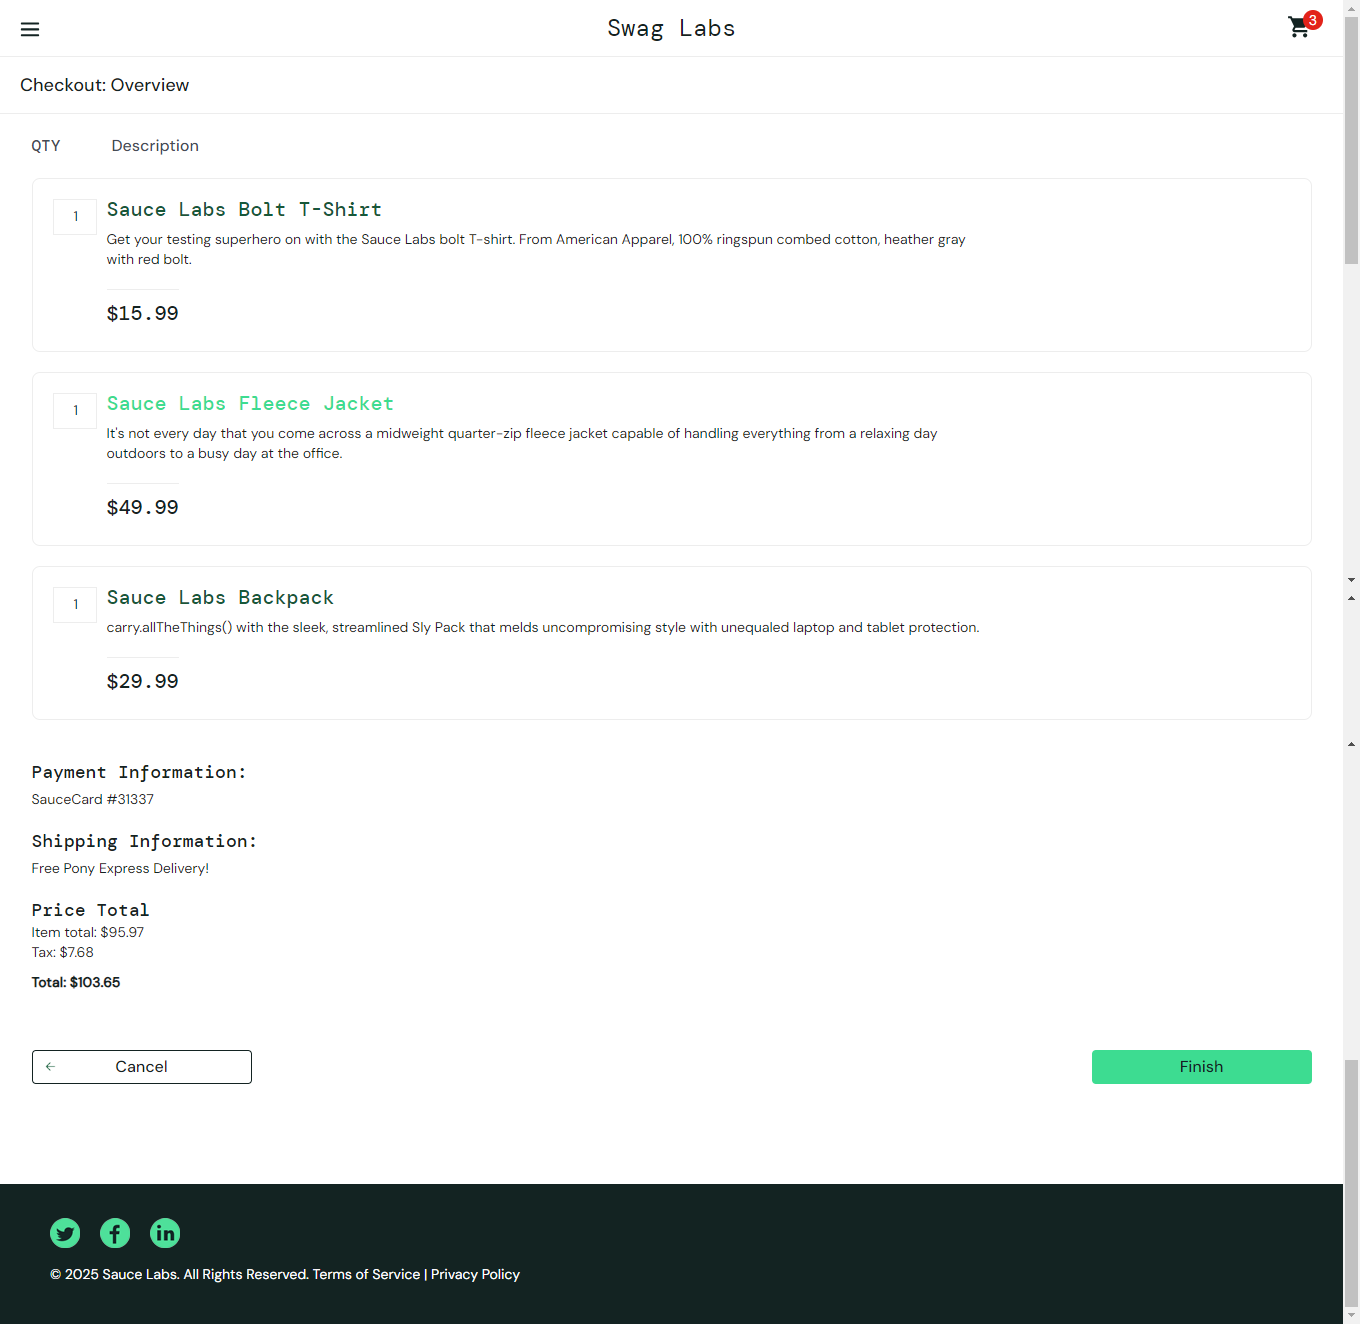 Swag Labs
3
Checkout: Overview
QTY Description
1
Sauce Labs Bolt T-Shirt
Get your testing superhero on with the Sauce Labs bolt T-shirt. From American Apparel, 100% ringspun combed cotton, heather gray
with red bolt.
$15.99
1
Sauce Labs Fleece Jacket
It's not every day that you come across a midweight quarter-zip fleece jacket capable of handling everything from a relaxing day
outdoors to a busy day at the office.
$49.99
1
Sauce Labs Backpack
carry.allTheThings() with the sleek, streamlined Sly Pack that melds uncompromising style with unequaled laptop and tablet protection.
$29.99
Payment Information:
SauceCard #31337
Shipping Information:
Free Pony Express Delivery!
Price Total
Item total: $95.97
Tax: $7.68
Total: $103.65
Cancel
Finish
© 2025 Sauce Labs. All Rights Reserved. Terms of Service | Privacy Policy